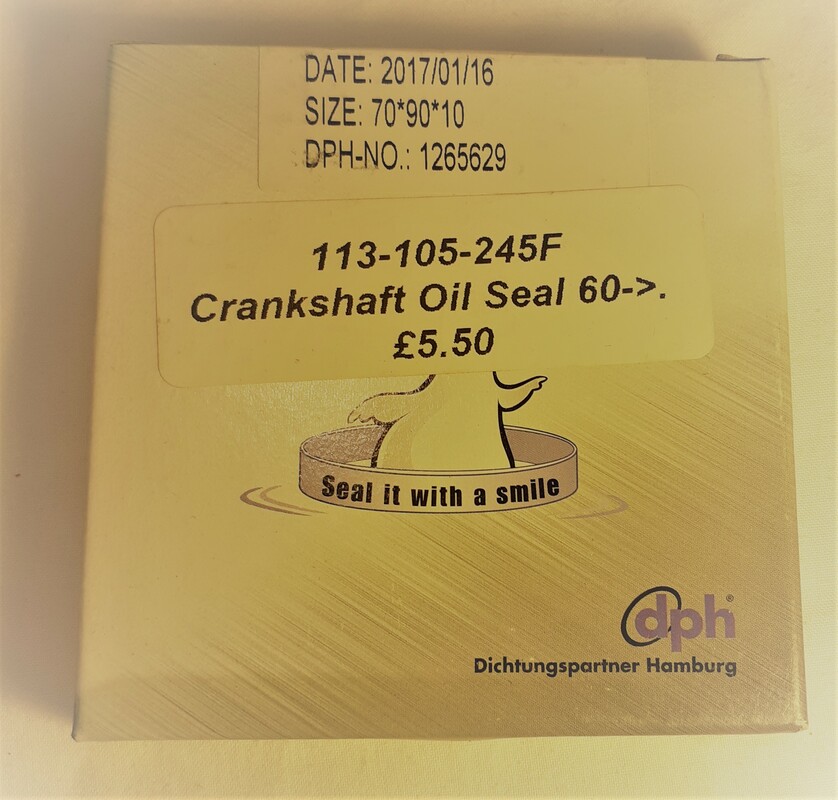 DATE: 2017/01/16
SIZE: 70*90*10
DPH-NO.: 1265629
113-105-245F
Crankshaft Oil Seal 60->.
£5.50
Seal it with a smile
dph®
Dichtungspartner Hamburg